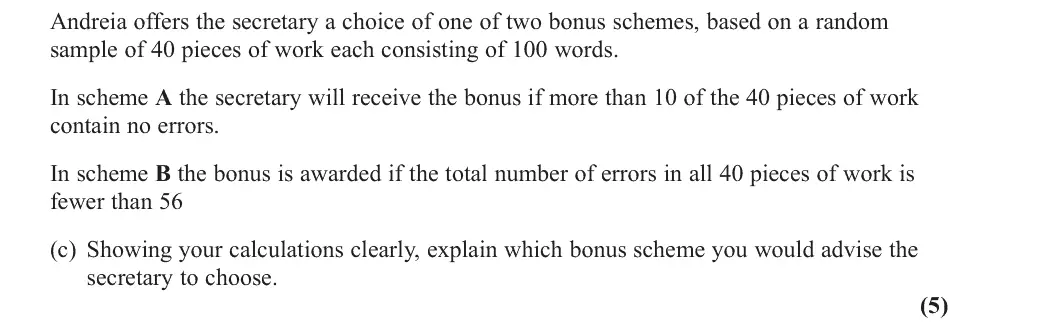 Andreia offers the secretary a choice of one of two bonus schemes, based on a random
sample of 40 pieces of work each consisting of 100 words.
In scheme A the secretary will receive the bonus if more than 10 of the 40 pieces of work
contain no errors.
In scheme B the bonus is awarded if the total number of errors in all 40 pieces of work is
fewer than 56
(c) Showing your calculations clearly, explain which bonus scheme you would advise the
secretary to choose.
(5)